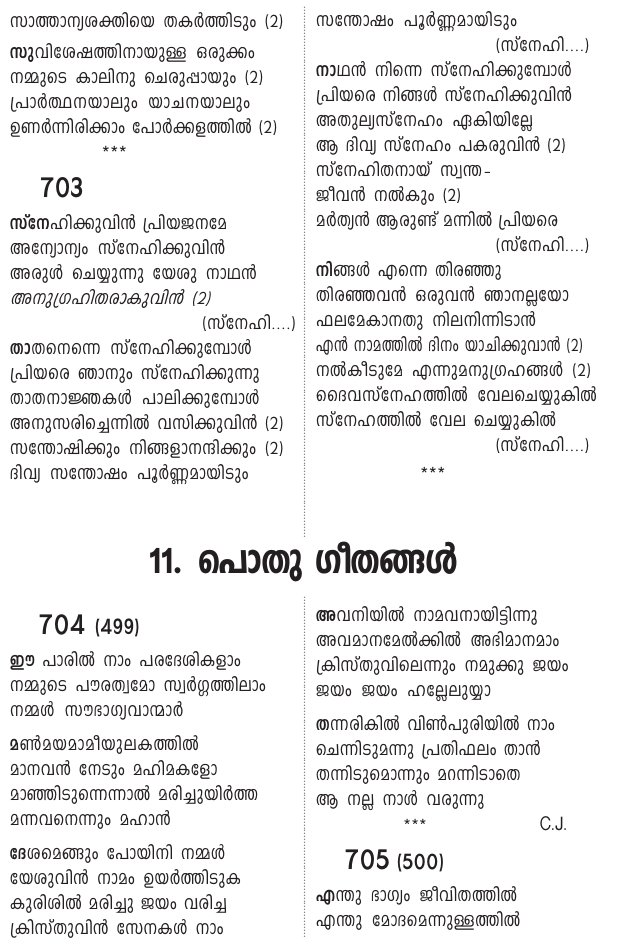 സാത്താന്യശക്തിയെ തകർത്തിടും (2)
സുവിശേഷത്തിനായുള്ള ഒരുക്കം
നമ്മുടെ കാലിനു ചെരുപ്പായും (2)
പ്രാർത്ഥനയാലും യാചനയാലും
ഉണർന്നിരിക്കാം പോർക്കളത്തിൽ (2)
***
703
സ്നേഹിക്കുവിൻ പ്രിയജനമേ
അന്യോന്യം സ്നേഹിക്കുവിൻ
അരുൾ ചെയ്യുന്നു യേശു നാഥൻ
അനുഗ്രഹിതരാകുവിൻ (2)
(സ്നേഹി....)
താതനെന്നെ സ്നേഹിക്കുമ്പോൾ
പ്രിയരെ ഞാനും സ്നേഹിക്കുന്നു
താതനാജ്ഞകൾ പാലിക്കുമ്പോൾ
അനുസരിച്ചെന്നിൽ വസിക്കുവിൻ (2)
സന്തോഷിക്കും നിങ്ങളാനന്ദിക്കും (2)
ദിവ്യ സന്തോഷം പൂർണ്ണമായിടും
സന്തോഷം പൂർണ്ണമായിടും
(സ്നേഹി....)
നാഥൻ നിന്നെ സ്നേഹിക്കുമ്പോൾ
പ്രിയരെ നിങ്ങൾ സ്നേഹിക്കുവിൻ
അതുല്യസ്നേഹം ഏകിയില്ലേ
ആ ദിവ്യ സ്നേഹം പകരുവിൻ (2)
സ്നേഹിതനായ് സ്വന്ത-
ജീവൻ നൽകും (2)
മർത്യൻ ആരുണ്ട് മന്നിൽ പ്രിയരെ
(സ്നേഹി....)
നിങ്ങൾ എന്നെ തിരഞ്ഞു
തിരഞ്ഞവൻ ഒരുവൻ ഞാനല്ലയോ
ഫലമേകാനതു നിലനിന്നിടാൻ
എൻ നാമത്തിൽ ദിനം യാചിക്കുവാൻ (2)
നൽകീടുമേ എന്നുമനുഗ്രഹങ്ങൾ (2)
ദൈവസ്നേഹത്തിൽ വേലചെയ്യുകിൽ
സ്നേഹത്തിൽ വേല ചെയ്യുകിൽ
(സ്നേഹി....)
***
11. പൊതു ഗീതങ്ങൾ
704 (499)
ഈ പാരിൽ നാം പരദേശികളാം
നമ്മുടെ പൗരത്വമോ സ്വർഗ്ഗത്തിലാം
നമ്മൾ സൗഭാഗ്യവാന്മാർ
മൺമയമാമീയുലകത്തിൽ
മാനവൻ നേടും മഹിമകളോ
മാഞ്ഞിടുന്നെന്നാൽ മരിച്ചുയിർത്ത
മന്നവനെന്നും മഹാൻ
ദേശമെങ്ങും പോയിനി നമ്മൾ
യേശുവിൻ നാമം ഉയർത്തിടുക
കുരിശിൽ മരിച്ചു ജയം വരിച്ച
ക്രിസ്തുവിൻ സേനകൾ നാം
അവനിയിൽ നാമവനായിട്ടിന്നു
അവമാനമേൽക്കിൽ അഭിമാനമാം
ക്രിസ്തുവിലെന്നും നമുക്കു ജയം
ജയം ജയം ഹല്ലേലുയ്യാ
തന്നരികിൽ വിൺപുരിയിൽ നാം
ചെന്നിടുമന്നു പ്രതിഫലം താൻ
തന്നിടുമൊന്നും മറന്നിടാതെ
ആ നല്ല നാൾ വരുന്നു
*** C.J.
705 (500)
എന്തു ഭാഗ്യം ജീവിതത്തിൽ
എന്തു മോദമെന്നുള്ളത്തിൽ